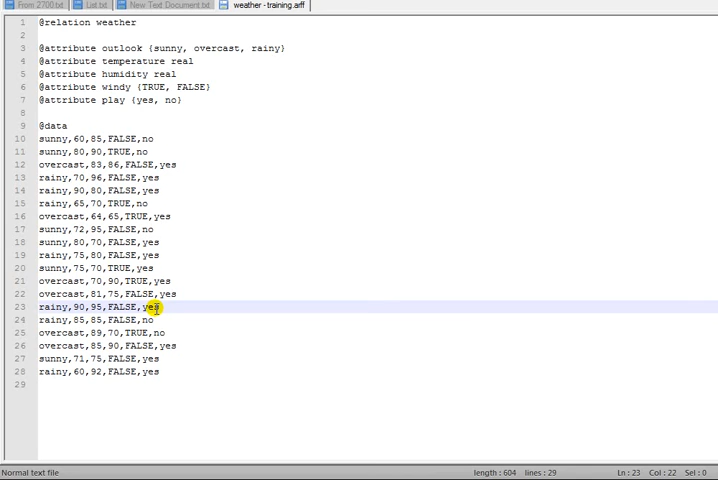 From 2700.txt List.txt New Text Document.txt weather - training.arff
1 @relation weather
2
3 @attribute outlook {sunny, overcast, rainy}
4 @attribute temperature real
5 @attribute humidity real
6 @attribute windy {TRUE, FALSE}
7 @attribute play {yes, no}
8
9 @data
10 sunny,60,85,FALSE,no
11 sunny,80,90,TRUE,no
12 overcast,83,86,FALSE,yes
13 rainy,70,96,FALSE,yes
14 rainy,90,80,FALSE,yes
15 rainy,65,70,TRUE,no
16 overcast,64,65,TRUE,yes
17 sunny,72,95,FALSE,no
18 sunny,80,70,FALSE,yes
19 rainy,75,80,FALSE,yes
20 sunny,75,70,TRUE,yes
21 overcast,70,90,TRUE,yes
22 overcast,81,75,FALSE,yes
23 rainy,90,95,FALSE,yes
24 rainy,85,85,FALSE,no
25 overcast,89,70,TRUE,no
26 overcast,85,90,FALSE,yes
27 sunny,71,75,FALSE,yes
28 rainy,60,92,FALSE,yes
29
Normal text file length : 604 lines : 29 Ln : 23 Col : 22 Sel : 0